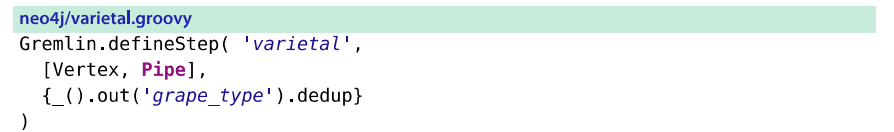 neo4j/varietal.groovy
Gremlin.defineStep( 'varietal',
  [Vertex, Pipe],
  {_().out('grape_type').dedup}
)